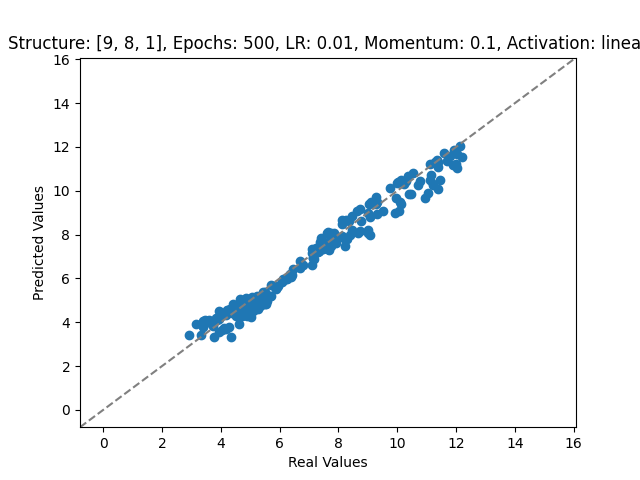 Structure: [9, 8, 1], Epochs: 500, LR: 0.01, Momentum: 0.1, Activation: linea
16
14
12
10
8
6
4
2
0
Predicted Values
0 2 4 6 8 10 12 14 16
Real Values